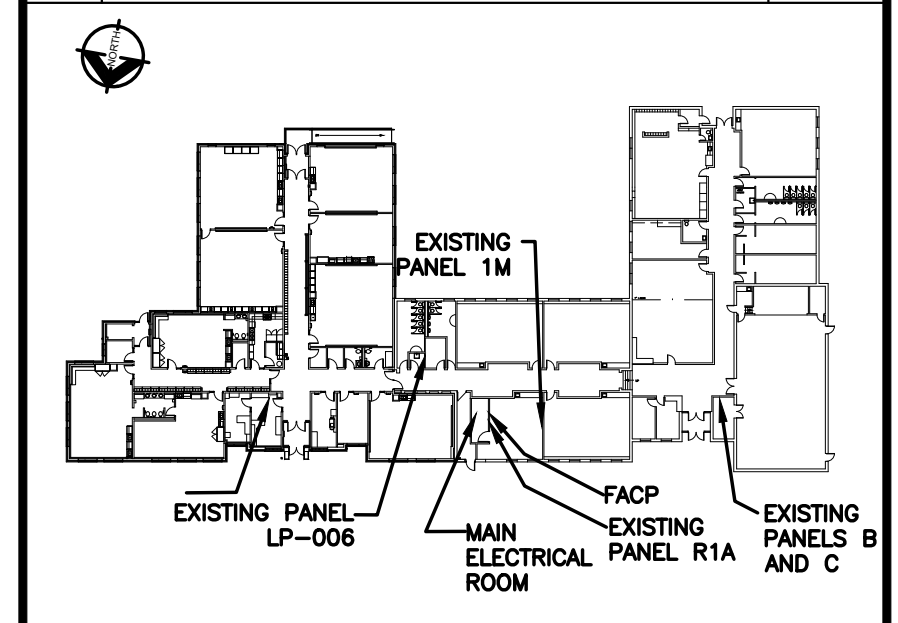 NORTH
EXISTING
PANEL 1M
EXISTING PANEL
LP-006
MAIN
ELECTRICAL
ROOM
FACP
EXISTING
PANEL R1A
EXISTING
PANELS B
AND C